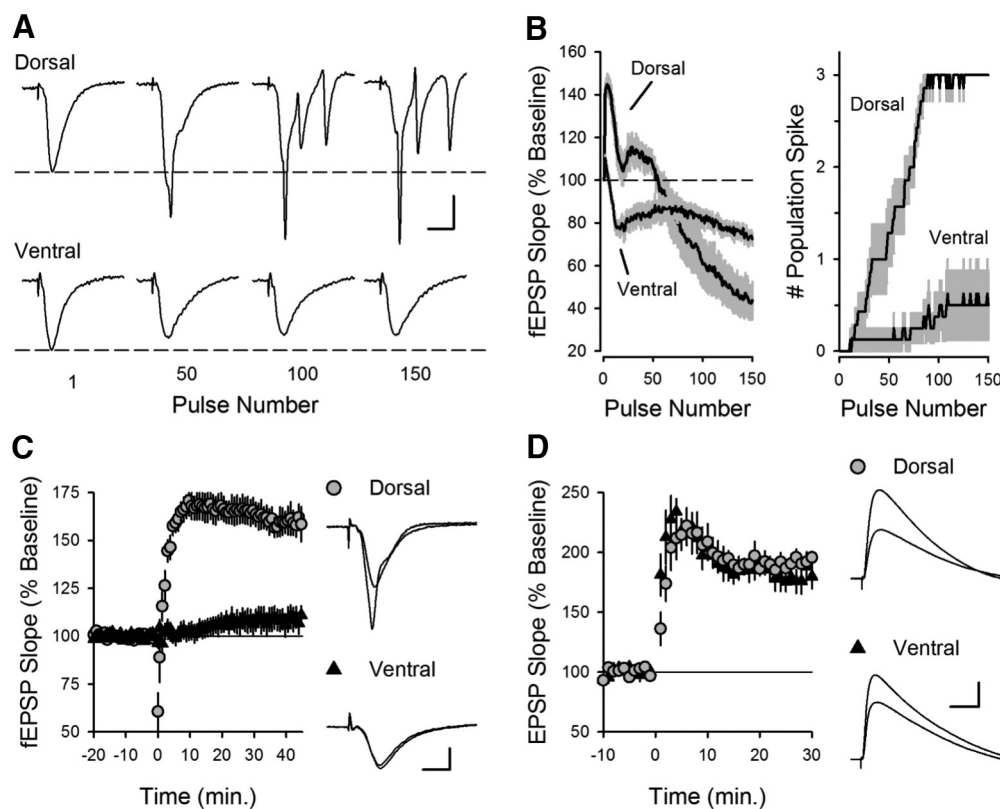 A
Dorsal
Ventral
1
50
100
150
Pulse Number
B
fEPSP Slope (% Baseline)
160
140
120
100
80
60
40
20
Dorsal
Ventral
0
50
100
150
Pulse Number
# Population Spike
3
2
1
0
Dorsal
Ventral
0
50
100
150
Pulse Number
C
fEPSP Slope (% Baseline)
175
150
125
100
75
50
-20
-10
0
10
20
30
40
Time (min.)
Dorsal
Ventral
D
EPSP Slope (% Baseline)
250
200
150
100
50
-10
0
10
20
30
Time (min.)
Dorsal
Ventral